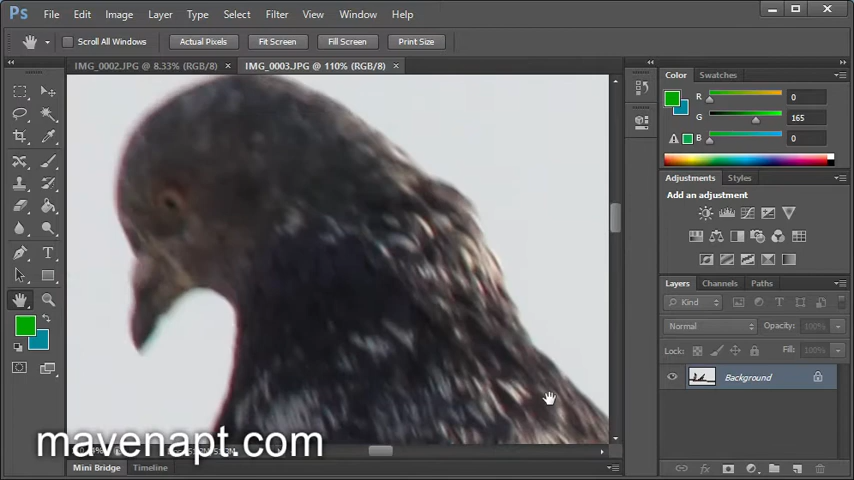 Ps File Edit Image Layer Type Select Filter View Window Help
Scroll All Windows Actual Pixels Fit Screen Fill Screen Print Size
IMG_0002.JPG @ 8.33% (RGB/8) × IMG_0003.JPG @ 110% (RGB/8) ×
Color Swatches
R 0
G 165
B 0
Adjustments Styles
Add an adjustment
Layers Channels Paths
Kind
Normal Opacity: 100%
Lock: Fill: 100%
Background
T
mavenapt.com
Mini Bridge Timeline